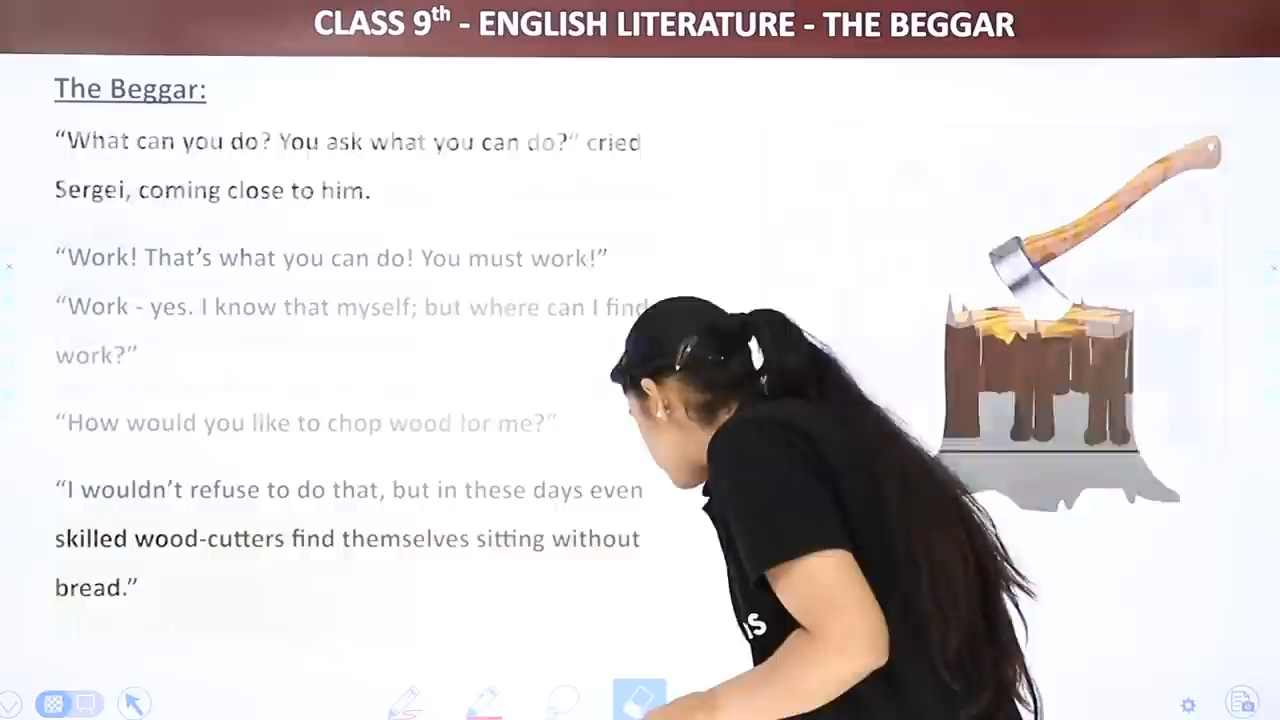 CLASS 9th - ENGLISH LITERATURE - THE BEGGAR
The Beggar:
“What can you do? You ask what you can do?” cried
Sergei, coming close to him.
“Work! That’s what you can do! You must work!”
“Work - yes. I know that myself; but where can I find
work?”
“How would you like to chop wood lor me?”
“I wouldn’t refuse to do that, but in these days even
skilled wood-cutters find themselves sitting without
bread.”